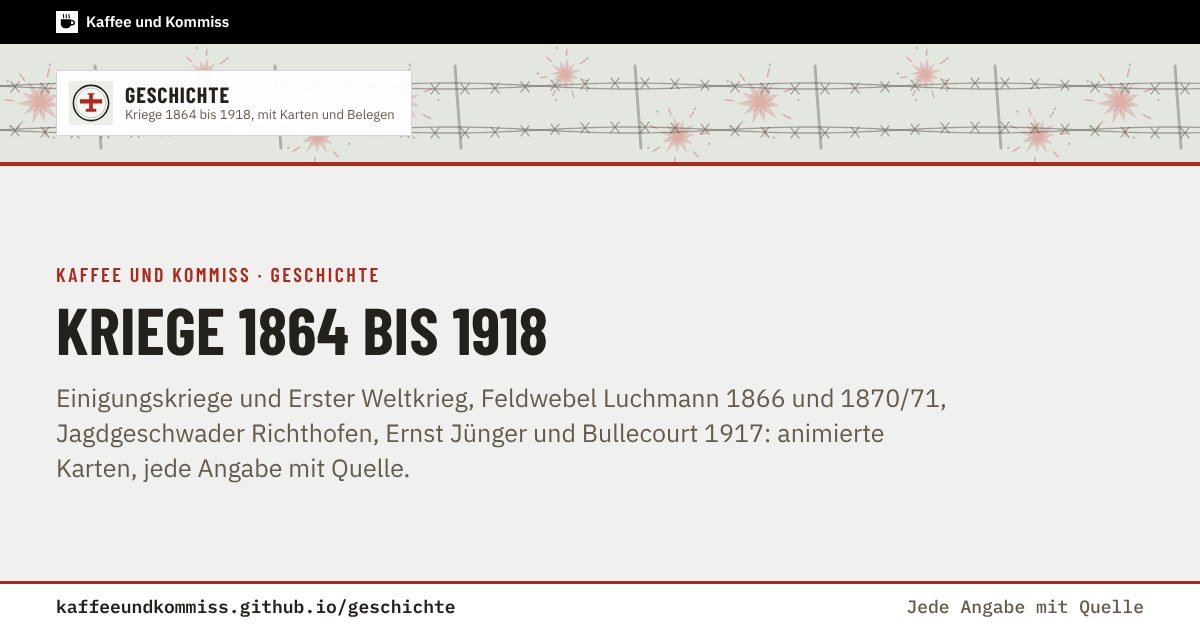 Kaffee und Kommiss
GESCHICHTE
Kriege 1864 bis 1918, mit Karten und Belegen
KAFFEE UND KOMMISS · GESCHICHTE
KRIEGE 1864 BIS 1918
Einigungskriege und Erster Weltkrieg, Feldwebel Luchmann 1866 und 1870/71,
Jagdgeschwader Richthofen, Ernst Jünger und Bullecourt 1917: animierte
Karten, jede Angabe mit Quelle.
kaffeeundkommiss.github.io/geschichte
Jede Angabe mit Quelle